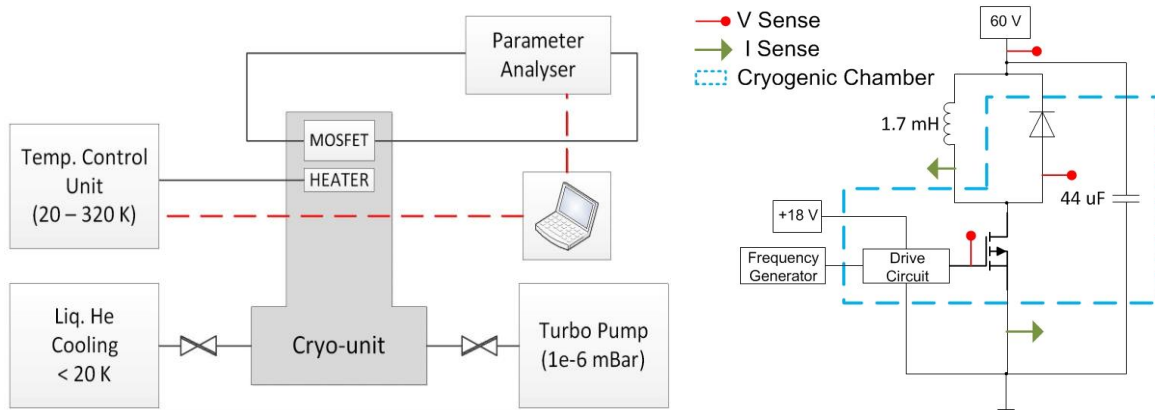 Parameter
Analyser
MOSFET
HEATER
Temp. Control
Unit
(20 – 320 K)
Liq. He
Cooling
< 20 K
Cryo-unit
Turbo Pump
(1e-6 mBar)
V Sense
I Sense
Cryogenic Chamber
60 V
1.7 mH
44 uF
+18 V
Frequency
Generator
Drive
Circuit